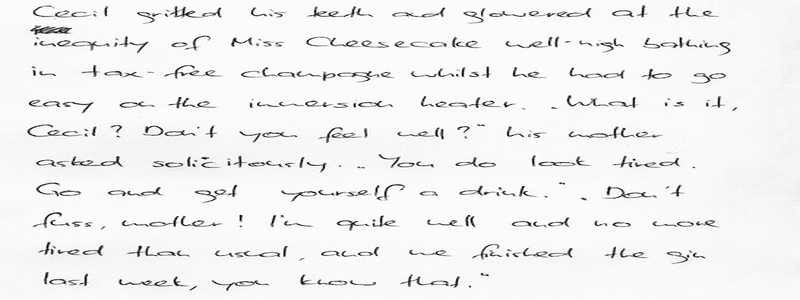 Cecil gritted his teeth and glowered at the
inequity of Miss Cheesecake well-nigh bathing
in tax-free champagne whilst he had to go
easy on the immersion heater. "What is it,
Cecil? Don't you feel well?" his mother
asked solicitously. "You do look tired.
Go and get yourself a drink." "Don't
fuss, mother! I'm quite well and no more
tired than usual, and we finished the gin
last week, you know that."